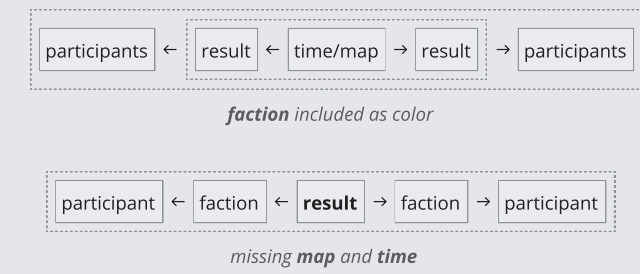 participants ← result ← time/map → result → participants
faction included as color
participant ← faction ← result → faction → participant
missing map and time